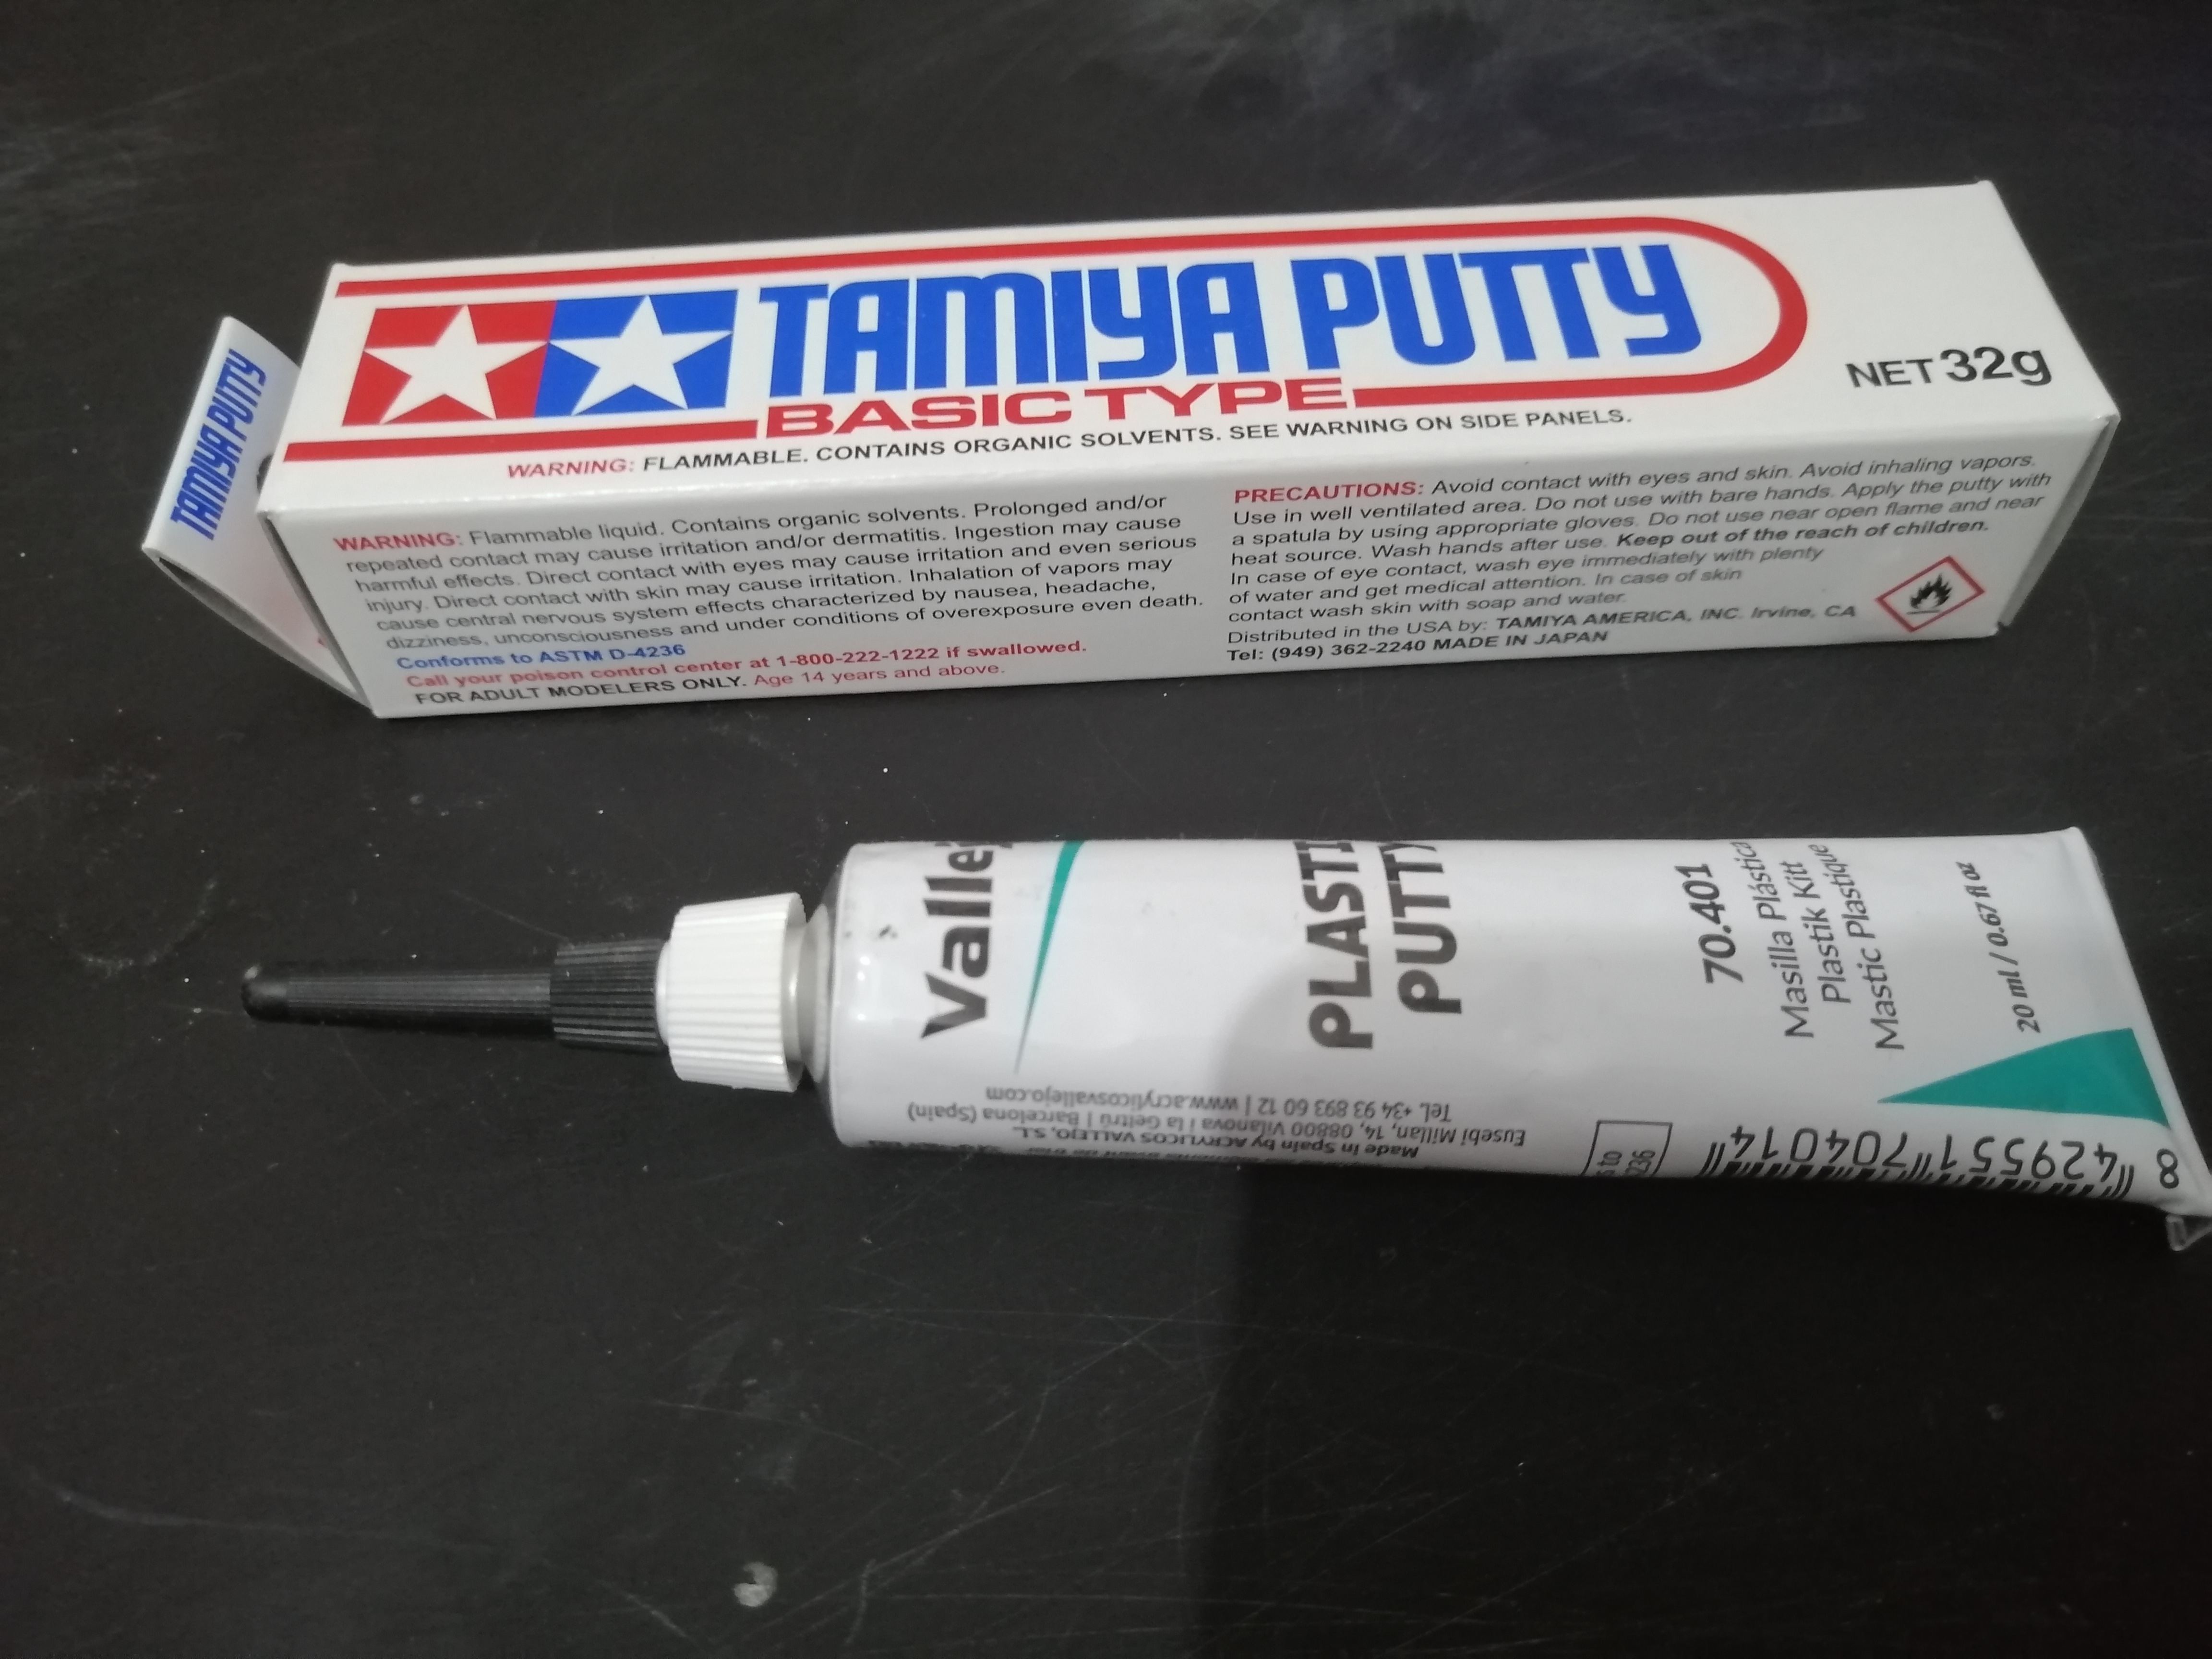 TAMIYA PUTTY
TAMIYA PUTTY
BASIC TYPE
NET 32g
WARNING: FLAMMABLE. CONTAINS ORGANIC SOLVENTS. SEE WARNING ON SIDE PANELS.
WARNING: Flammable liquid. Contains organic solvents. Prolonged and/or
repeated contact may cause irritation and/or dermatitis. Ingestion may cause
harmful effects. Direct contact with eyes may cause irritation and even serious
injury. Direct contact with skin may cause irritation. Inhalation of vapors may
cause central nervous system effects characterized by nausea, headache,
dizziness, unconsciousness and under conditions of overexposure even death.
Conforms to ASTM D-4236
Call your poison control center at 1-800-222-1222 if swallowed.
FOR ADULT MODELERS ONLY. Age 14 years and above.
PRECAUTIONS: Avoid contact with eyes and skin. Avoid inhaling vapors.
Use in well ventilated area. Do not use with bare hands. Apply the putty with
a spatula by using appropriate gloves. Do not use near open flame and near
heat source. Wash hands after use. Keep out of the reach of children.
In case of eye contact, wash eye immediately with plenty
of water and get medical attention. In case of skin
contact wash skin with soap and water.
Distributed in the USA by: TAMIYA AMERICA, INC. Irvine, CA
Tel: (949) 362-2240 MADE IN JAPAN
Vallej
PLASTI
PUTTY
70.401
Masilla Plástica
Plastik Kitt
Mastic Plastique
20 ml / 0.67 fl oz
Made in Spain by ACRYLICOS VALLEJO, S.L.
Eusebi Millan, 14, 08800 Vilanova i la Geltrú | Barcelona (Spain)
Tel. +34 93 893 60 12 | www.acrylicosvallejo.com
s to
236
8 429551 704014